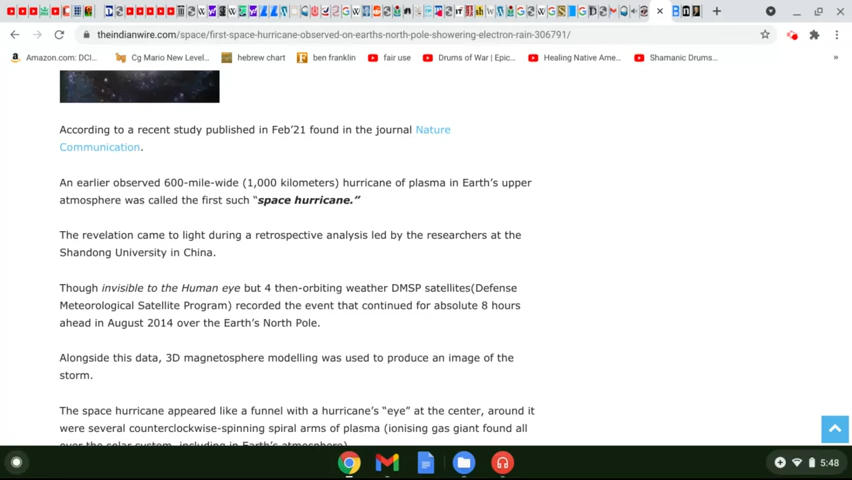 theindianwire.com/space/first-space-hurricane-observed-on-earths-north-pole-showering-electron-rain-306791/
Amazon.com: DCI...
Cg Mario New Level...
hebrew chart
ben franklin
fair use
Drums of War | Epic...
Healing Native Ame...
Shamanic Drums...
»
According to a recent study published in Feb'21 found in the journal Nature
Communication.
An earlier observed 600-mile-wide (1,000 kilometers) hurricane of plasma in Earth's upper
atmosphere was called the first such "space hurricane."
The revelation came to light during a retrospective analysis led by the researchers at the
Shandong University in China.
Though invisible to the Human eye but 4 then-orbiting weather DMSP satellites(Defense
Meteorological Satellite Program) recorded the event that continued for absolute 8 hours
ahead in August 2014 over the Earth's North Pole.
Alongside this data, 3D magnetosphere modelling was used to produce an image of the
storm.
The space hurricane appeared like a funnel with a hurricane's "eye" at the center, around it
were several counterclockwise-spinning spiral arms of plasma (ionising gas giant found all
over the solar system, including in Earth's atmosphere)
5:48